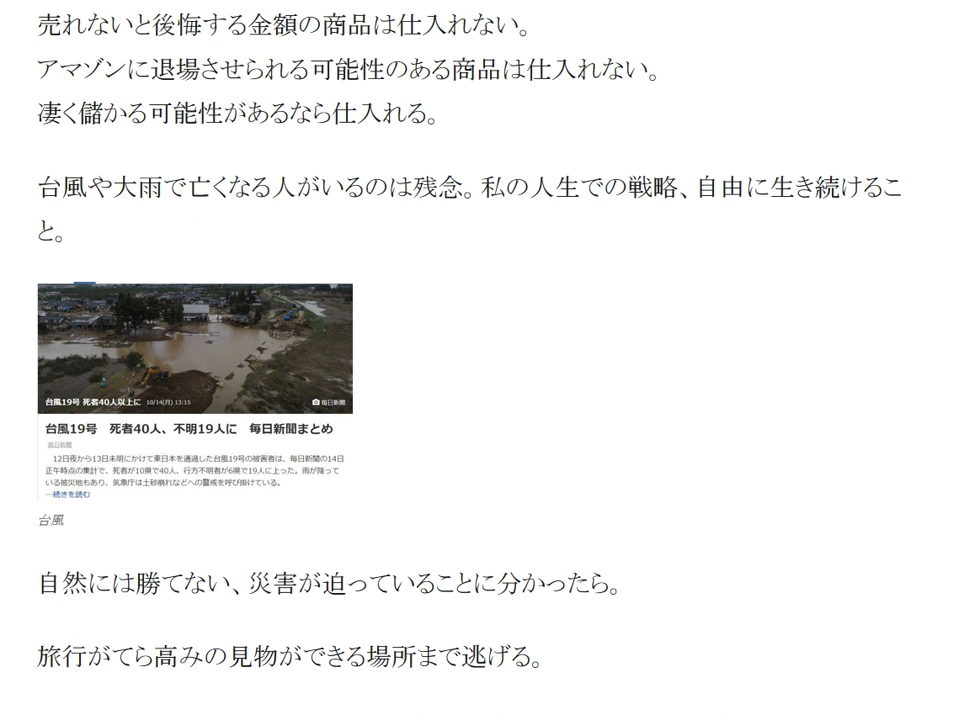 売れないと後悔する金額の商品は仕入れない。
アマゾンに退場させられる可能性のある商品は仕入れない。
凄く儲かる可能性があるなら仕入れる。
台風や大雨で亡くなる人がいるのは残念。私の人生での戦略、自由に生き続けるこ
と。
台風19号 死者40人以上に 10/14(月) 13:15 毎日新聞
台風19号　死者40人、不明19人に　毎日新聞まとめ
毎日新聞
12日夜から13日未明にかけて東日本を通過した台風19号の被害者は、毎日新聞の14日
正午時点の集計で、死者が10県で40人、行方不明者が6県で19人に上った。雨が降って
いる被災地もあり、気象庁は土砂崩れなどへの警戒を呼び掛けている。
…続きを読む
台風
自然には勝てない、災害が迫っていることに分かったら。
旅行がてら高みの見物ができる場所まで逃げる。